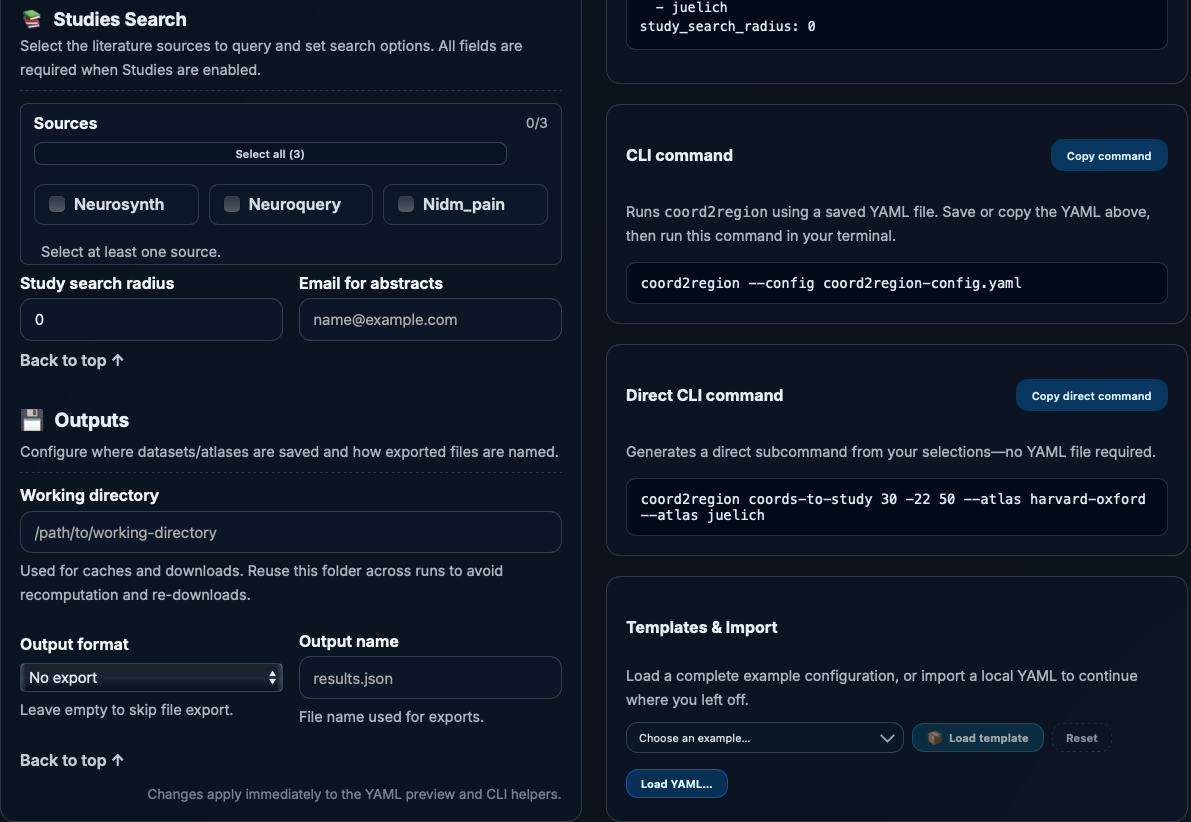 Studies Search
Select the literature sources to query and set search options. All fields are
required when Studies are enabled.
Sources
0/3
Select all (3)
Neurosynth
Neuroquery
Nidm_pain
Select at least one source.
Study search radius
Email for abstracts
0
name@example.com
Back to top ↑
Outputs
Configure where datasets/atlases are saved and how exported files are named.
Working directory
/path/to/working-directory
Used for caches and downloads. Reuse this folder across runs to avoid
recomputation and re-downloads.
Output format
Output name
No export
results.json
Leave empty to skip file export.
File name used for exports.
Back to top ↑
Changes apply immediately to the YAML preview and CLI helpers.
- juelich
study_search_radius: 0
CLI command
Copy command
Runs coord2region using a saved YAML file. Save or copy the YAML above,
then run this command in your terminal.
coord2region --config coord2region-config.yaml
Direct CLI command
Copy direct command
Generates a direct subcommand from your selections—no YAML file required.
coord2region coords-to-study 30 -22 50 --atlas harvard-oxford
--atlas juelich
Templates & Import
Load a complete example configuration, or import a local YAML to continue
where you left off.
Choose an example...
Load template
Reset
Load YAML...